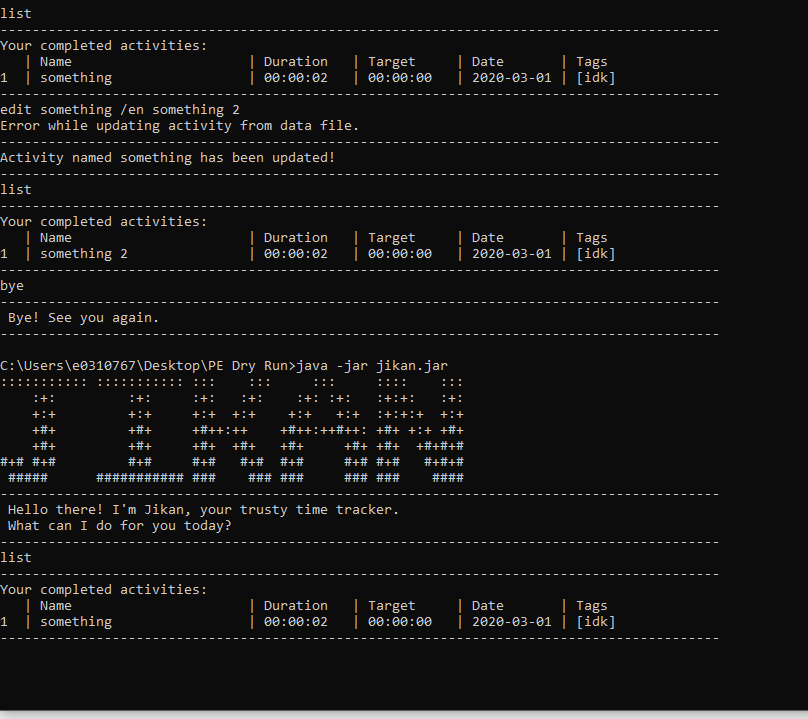 list
------------------------------------------------------------------------------------------
Your completed activities:
   | Name                      | Duration   | Target     | Date       | Tags
1  | something                 | 00:00:02   | 00:00:00   | 2020-03-01 | [idk]
------------------------------------------------------------------------------------------
edit something /en something 2
Error while updating activity from data file.
------------------------------------------------------------------------------------------
Activity named something has been updated!
------------------------------------------------------------------------------------------
list
------------------------------------------------------------------------------------------
Your completed activities:
   | Name                      | Duration   | Target     | Date       | Tags
1  | something 2               | 00:00:02   | 00:00:00   | 2020-03-01 | [idk]
------------------------------------------------------------------------------------------
bye
------------------------------------------------------------------------------------------
 Bye! See you again.
------------------------------------------------------------------------------------------
C:\Users\e0310767\Desktop\PE Dry Run>java -jar jikan.jar
::::::::::: ::::::::::: :::    :::     :::     ::::    :::
    :+:         :+:     :+:   :+:    :+: :+:   :+:+:   :+:
    +:+         +:+     +:+  +:+    +:+   +:+  :+:+:+  +:+
    +#+         +#+     +#++:++    +#++:++#++: +#+ +:+ +#+
    +#+         +#+     +#+  +#+   +#+     +#+ +#+  +#+#+#
#+# #+#         #+#     #+#   #+#  #+#     #+# #+#   #+#+#
 #####      ########### ###    ### ###     ### ###    ####
------------------------------------------------------------------------------------------
 Hello there! I'm Jikan, your trusty time tracker.
 What can I do for you today?
------------------------------------------------------------------------------------------
list
------------------------------------------------------------------------------------------
Your completed activities:
   | Name                      | Duration   | Target     | Date       | Tags
1  | something                 | 00:00:02   | 00:00:00   | 2020-03-01 | [idk]
------------------------------------------------------------------------------------------